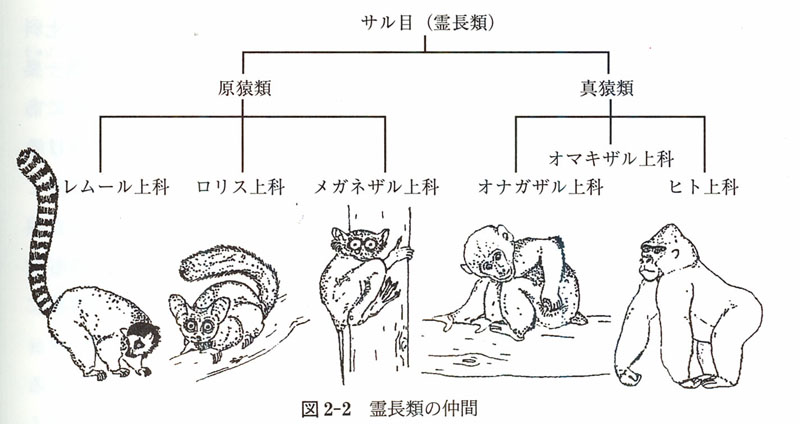 サル目（霊長類）
原猿類
真猿類
レムール上科
ロリス上科
メガネザル上科
オナガザル上科
オマキザル上科
ヒト上科
図2-2 霊長類の仲間